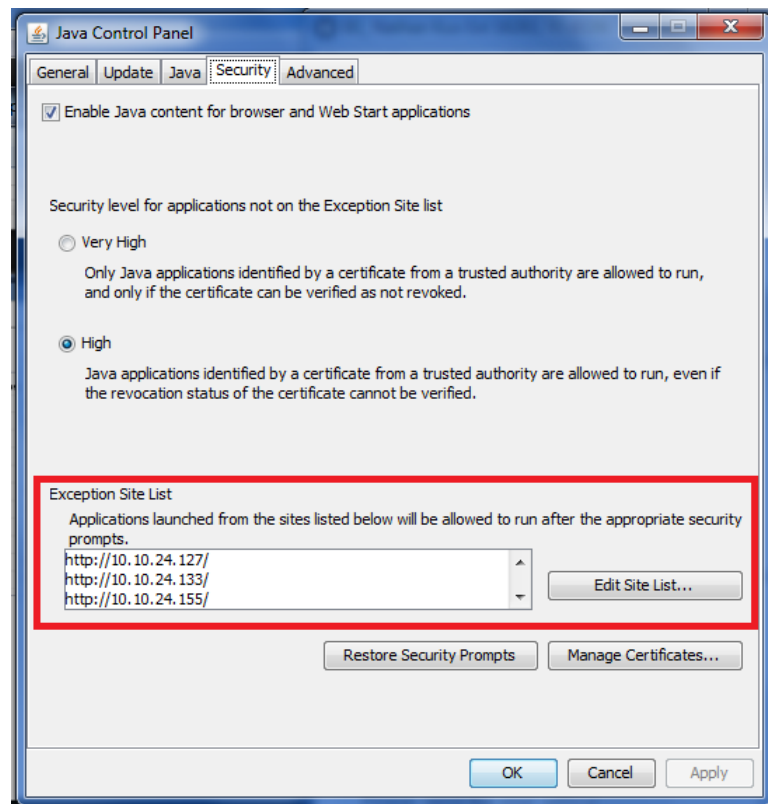 Java Control Panel
General Update Java Security Advanced
Enable Java content for browser and Web Start applications
Security level for applications not on the Exception Site list
Very High
Only Java applications identified by a certificate from a trusted authority are allowed to run,
and only if the certificate can be verified as not revoked.
High
Java applications identified by a certificate from a trusted authority are allowed to run, even if
the revocation status of the certificate cannot be verified.
Exception Site List
Applications launched from the sites listed below will be allowed to run after the appropriate security
prompts.
http://10.10.24.127/
http://10.10.24.133/
http://10.10.24.155/
Edit Site List...
Restore Security Prompts Manage Certificates...
OK Cancel Apply